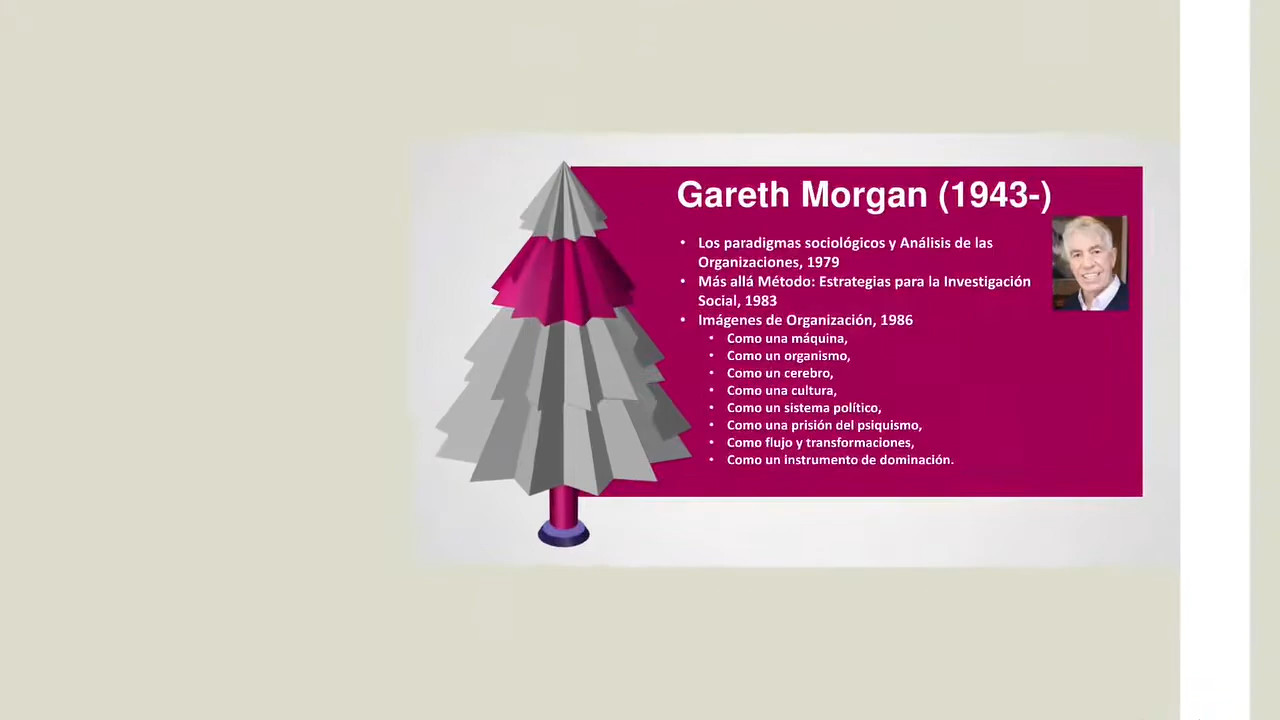 Gareth Morgan (1943-)
• Los paradigmas sociológicos y Análisis de las
Organizaciones, 1979
• Más allá Método: Estrategias para la Investigación
Social, 1983
• Imágenes de Organización, 1986
• Como una máquina,
• Como un organismo,
• Como un cerebro,
• Como una cultura,
• Como un sistema político,
• Como una prisión del psiquismo,
• Como flujo y transformaciones,
• Como un instrumento de dominación.